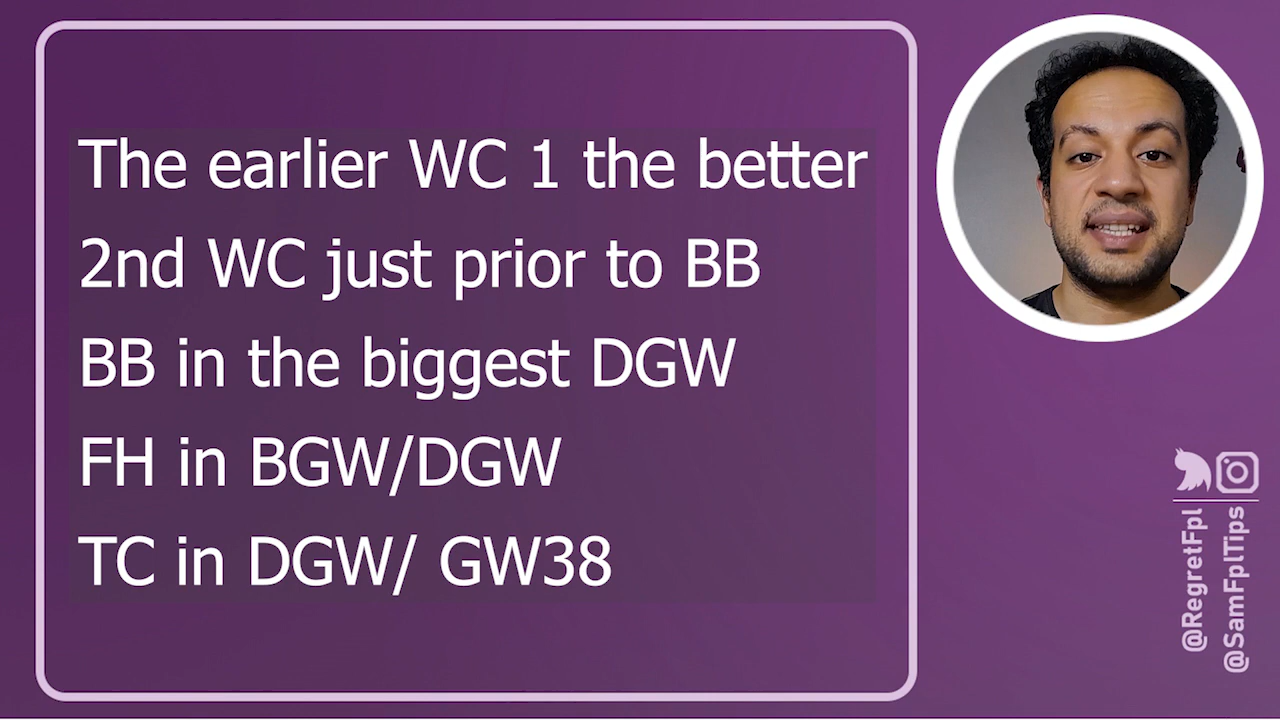 The earlier WC 1 the better
2nd WC just prior to BB
BB in the biggest DGW
FH in BGW/DGW
TC in DGW/ GW38
@RegretFpl
@SamFplTips